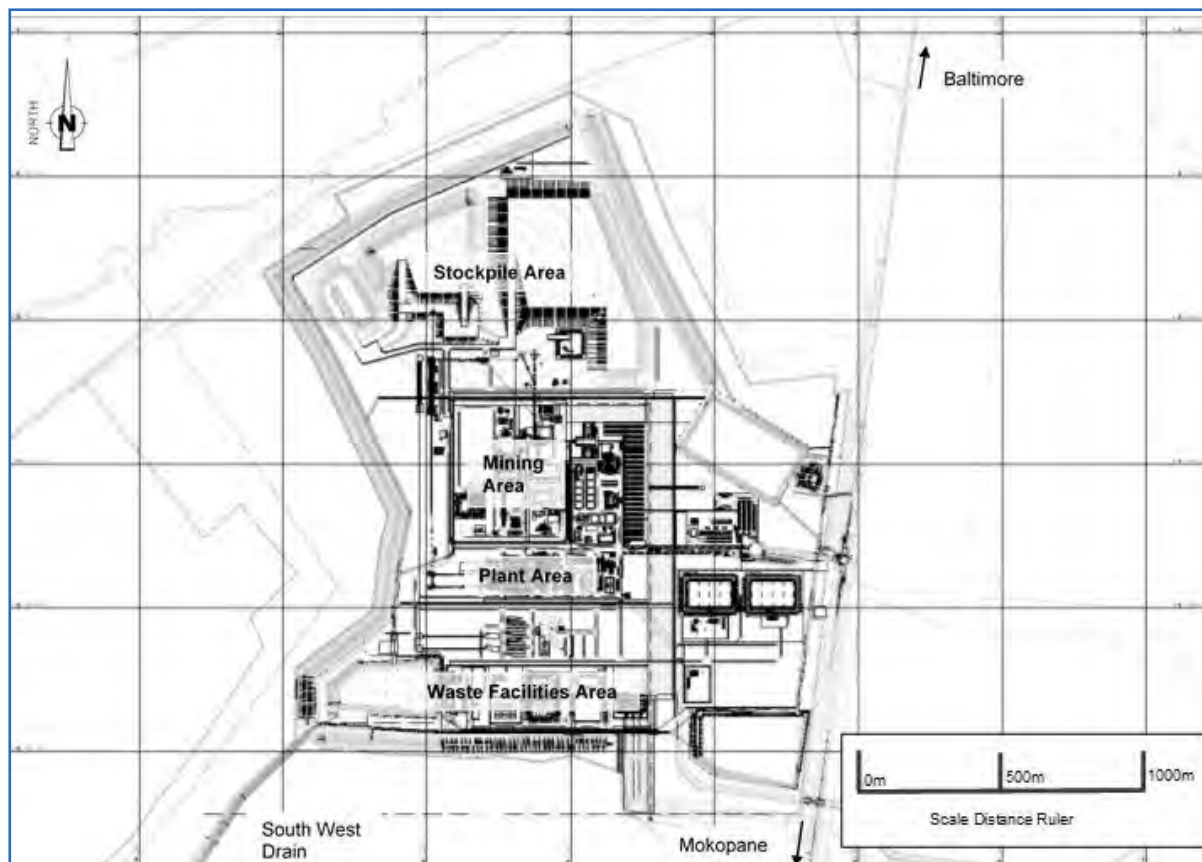 Baltimore
NORTH
N
Stockpile Area
Mining
Area
Plant Area
Waste Facilities Area
0m
500m
1000m
Scale Distance Ruler
South West
Drain
Mokopane